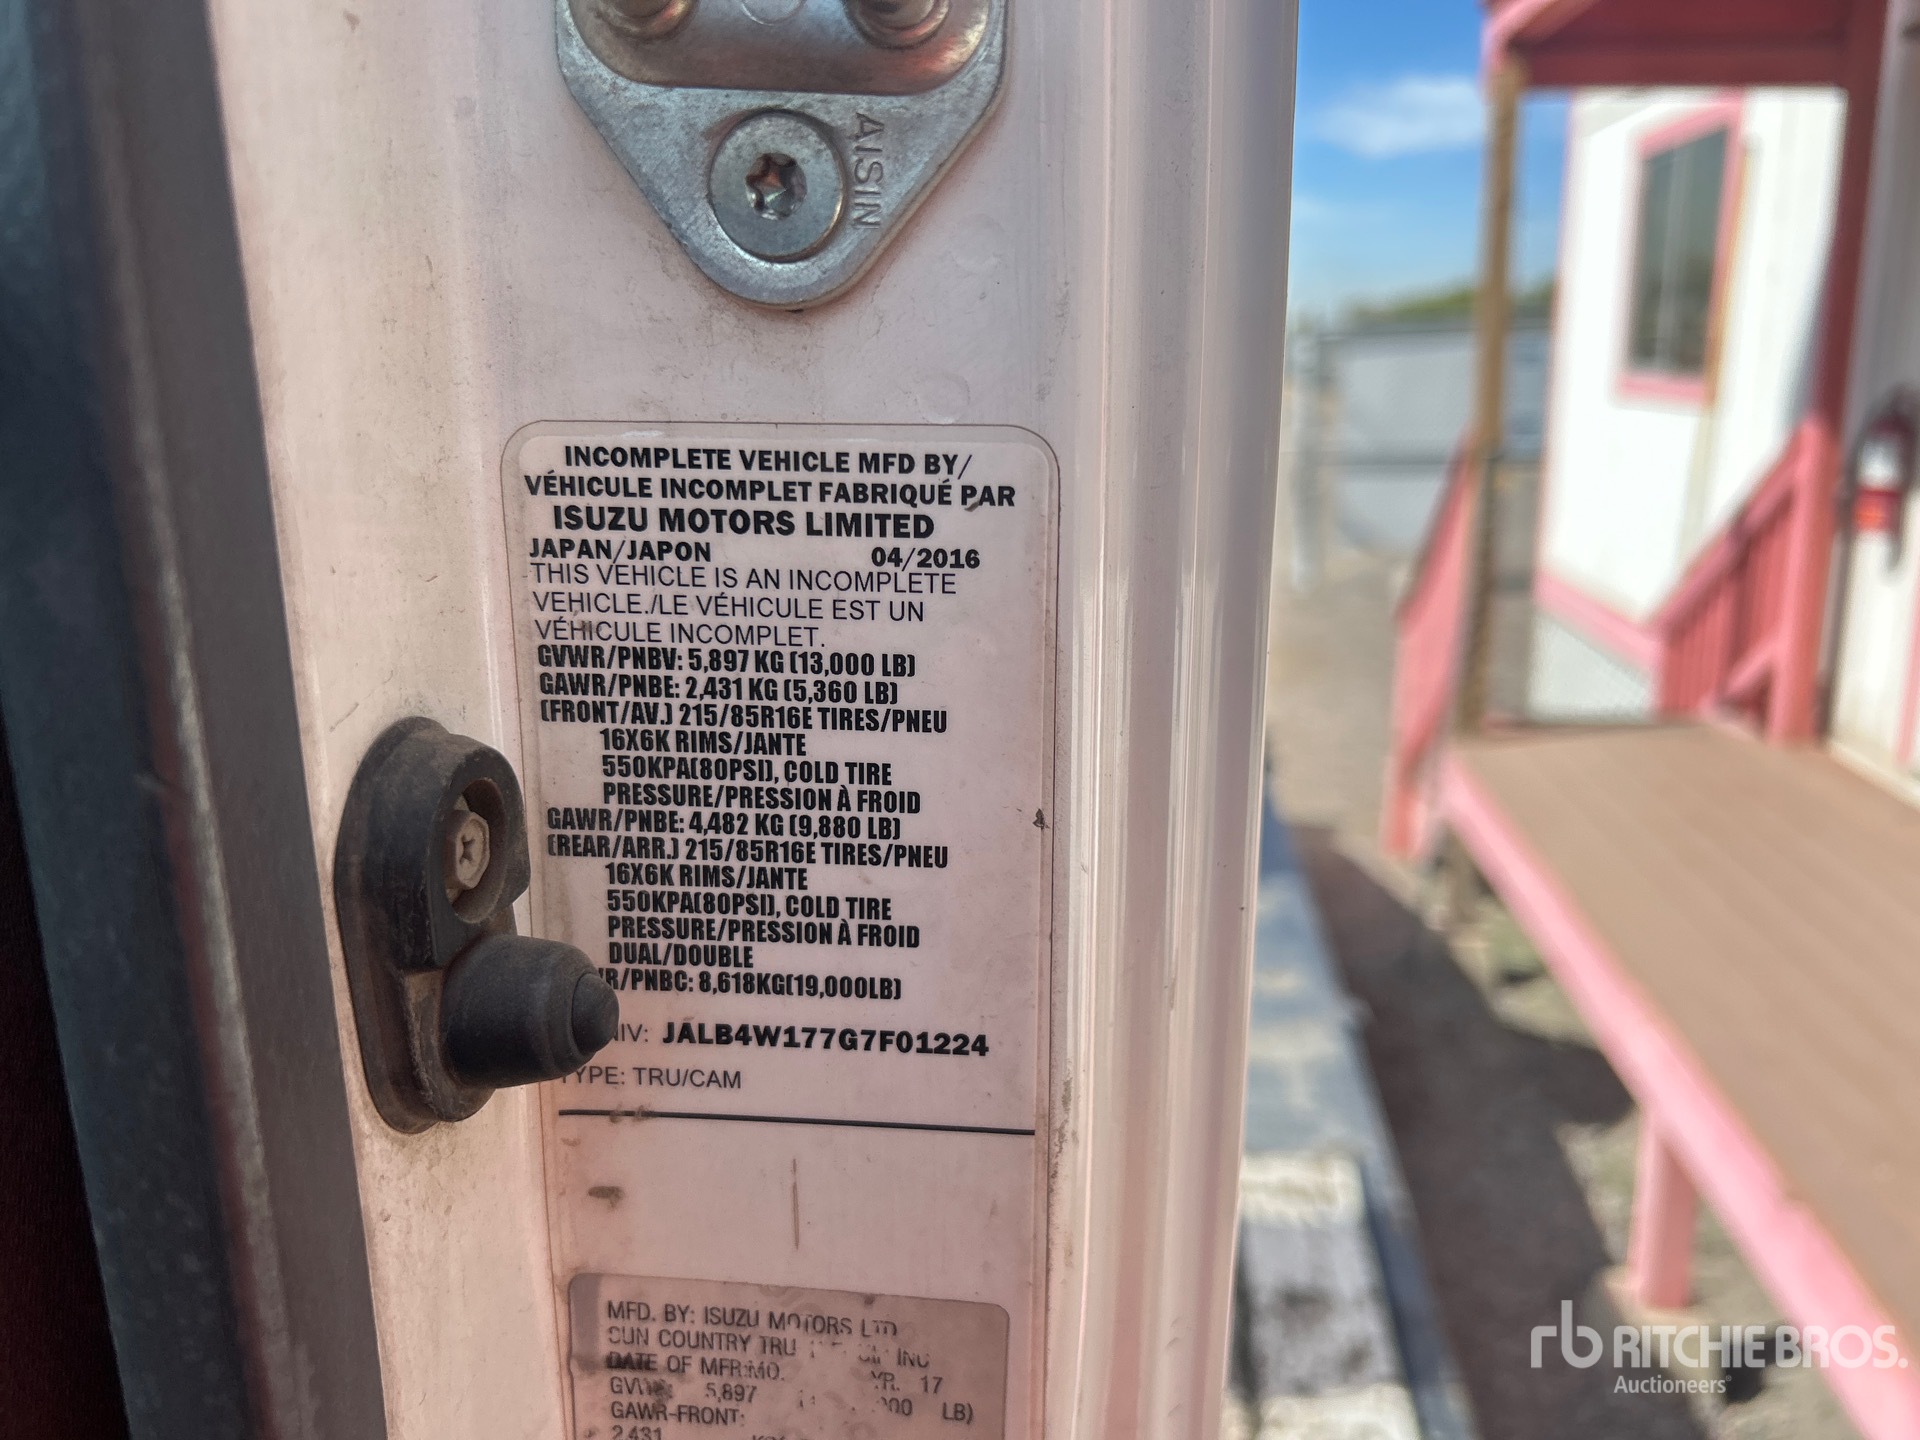 AISIN
INCOMPLETE VEHICLE MFD BY/
VÉHICULE INCOMPLET FABRIQUÉ PAR
ISUZU MOTORS LIMITED
JAPAN/JAPON 04/2016
THIS VEHICLE IS AN INCOMPLETE
VEHICLE./LE VÉHICULE EST UN
VÉHICULE INCOMPLET.
GVWR/PNBV: 5,897 KG (13,000 LB)
GAWR/PNBE: 2,431 KG (5,360 LB)
(FRONT/AV.) 215/85R16E TIRES/PNEU
16X6K RIMS/JANTE
550KPA(80PSI), COLD TIRE
PRESSURE/PRESSION À FROID
GAWR/PNBE: 4,482 KG (9,880 LB)
(REAR/ARR.) 215/85R16E TIRES/PNEU
16X6K RIMS/JANTE
550KPA(80PSI), COLD TIRE
PRESSURE/PRESSION À FROID
DUAL/DOUBLE
R/PNBC: 8,618KG(19,000LB)
IV: JALB4W177G7F01224
TYPE: TRU/CAM
MFD. BY: ISUZU MOTORS LTD
SUN COUNTRY TRU INC
DATE OF MFR:MO. YR. 17
5,897 LB)
GAWR-FRONT:
2,431
rb RITCHIE BROS.
Auctioneers